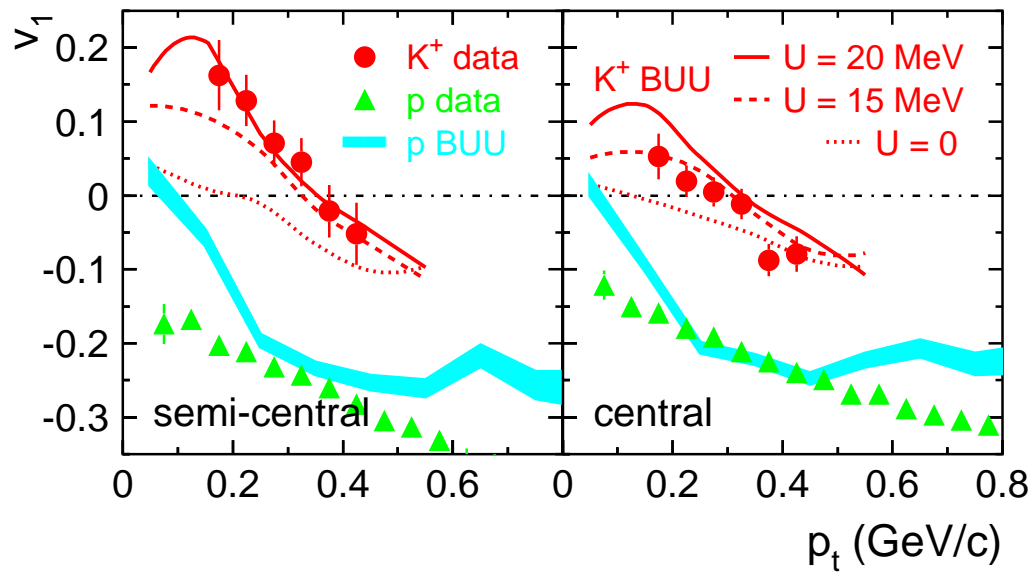 v₁
0.2
0.1
0
-0.1
-0.2
-0.3
K⁺ data
p data
p BUU
semi-central
0 0.2 0.4 0.6
K⁺ BUU
U = 20 MeV
U = 15 MeV
U = 0
central
0 0.2 0.4 0.6 0.8
pₜ (GeV/c)